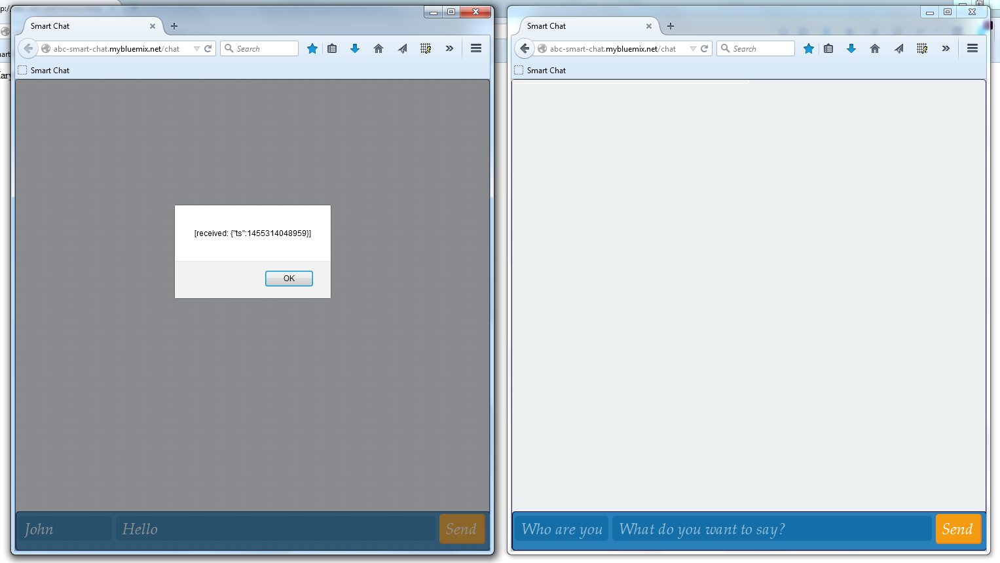 Smart Chat
abc-smart-chat.mybluemix.net/chat
Search
Smart Chat
[received: {"ts":1455314048959}]
OK
John
Hello
Send
Smart Chat
abc-smart-chat.mybluemix.net/chat
Search
Smart Chat
Who are you
What do you want to say?
Send